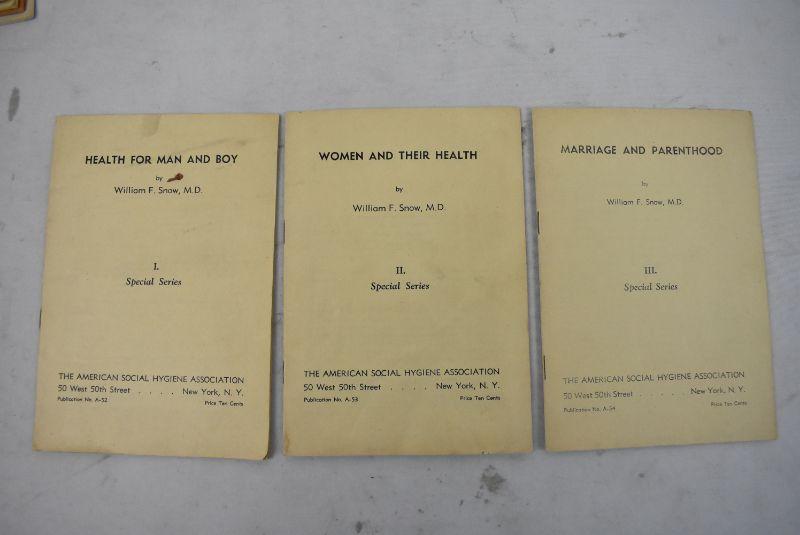 HEALTH FOR MAN AND BOY
by
William F. Snow, M.D.
I.
Special Series
THE AMERICAN SOCIAL HYGIENE ASSOCIATION
50 West 50th Street . . . . New York, N. Y.
Publication No. A-52 Price Ten Cents
WOMEN AND THEIR HEALTH
by
William F. Snow, M.D.
II.
Special Series
THE AMERICAN SOCIAL HYGIENE ASSOCIATION
50 West 50th Street . . . . New York, N. Y.
Publication No. A-53 Price Ten Cents
MARRIAGE AND PARENTHOOD
by
William F. Snow, M.D.
III.
Special Series
THE AMERICAN SOCIAL HYGIENE ASSOCIATION
50 West 50th Street . . . . . New York, N. Y.
Publication No. A-54 Price Ten Cents